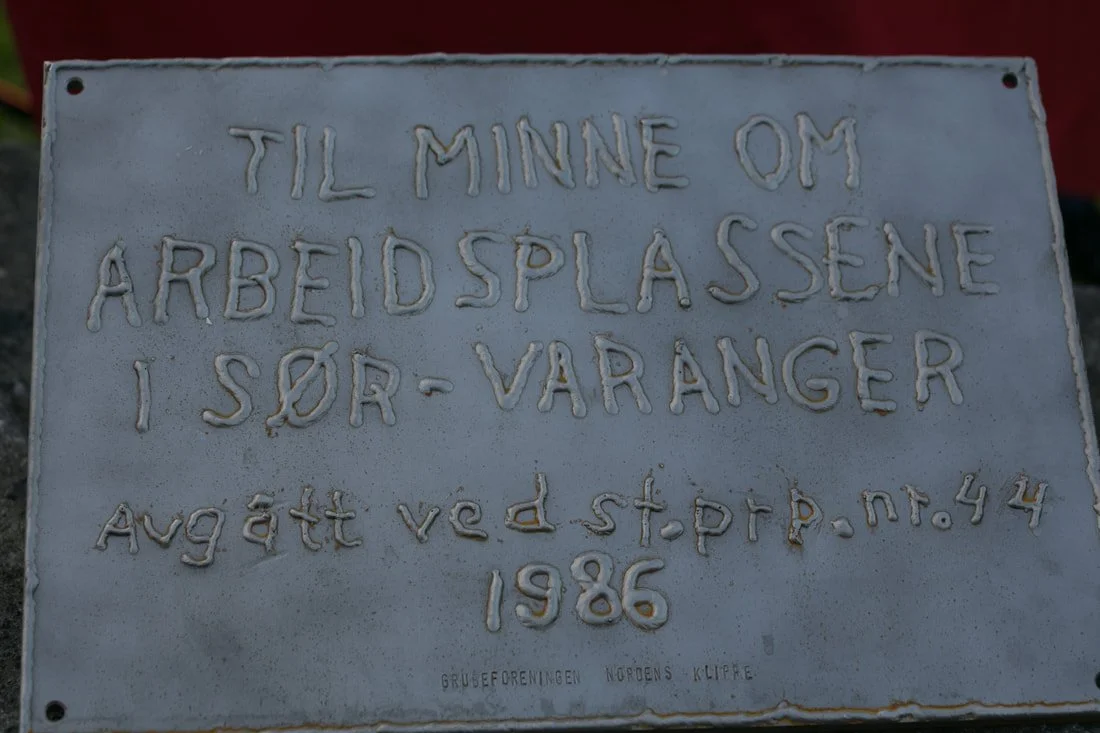 TIL MINNE OM
ARBEIDSPLASSENE
I SØR-VARANGER
Avgått ved st.prp.nr.44
1986
GRUBEFORENINGEN NORDENS KLIPPE